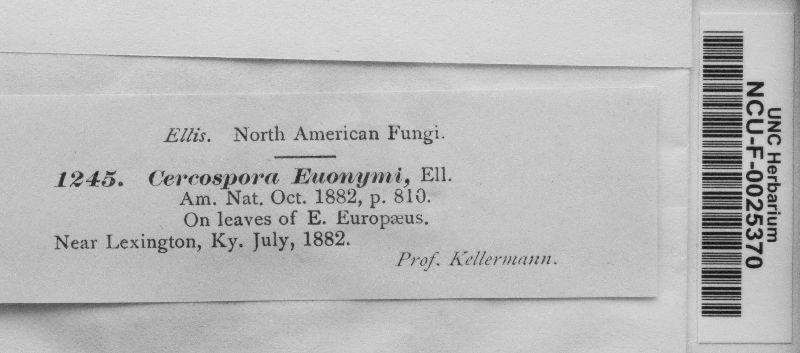 Ellis. North American Fungi.
1245. Cercospora Euonymi, Ell.
Am. Nat. Oct. 1882, p. 810.
On leaves of E. Europæus.
Near Lexington, Ky. July, 1882.
Prof. Kellermann.
UNC Herbarium
NCU-F-0025370